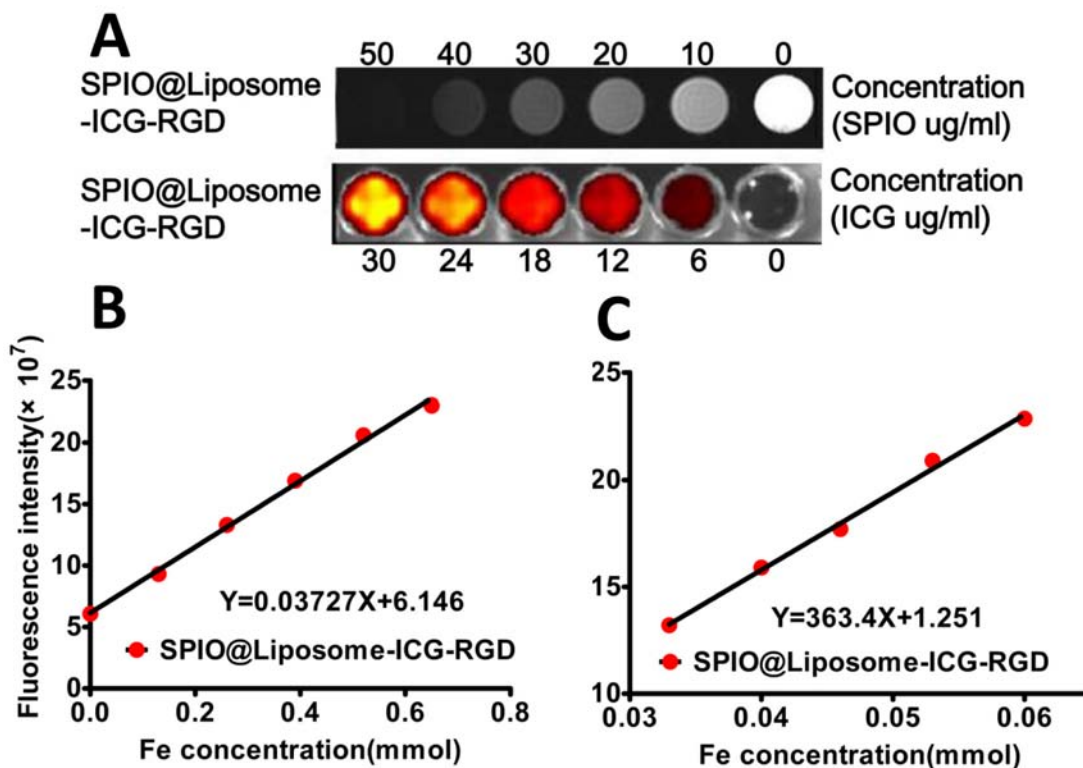 A
50 40 30 20 10 0
SPIO@Liposome
-ICG-RGD
Concentration
(SPIO ug/ml)
SPIO@Liposome
-ICG-RGD
Concentration
(ICG ug/ml)
30 24 18 12 6 0
B
Fluorescence intensity(× 10⁷)
25
20
15
10
5
0
Y=0.03727X+6.146
SPIO@Liposome-ICG-RGD
0.0 0.2 0.4 0.6 0.8
Fe concentration(mmol)
C
25
20
15
10
Y=363.4X+1.251
SPIO@Liposome-ICG-RGD
0.03 0.04 0.05 0.06
Fe concentration(mmol)